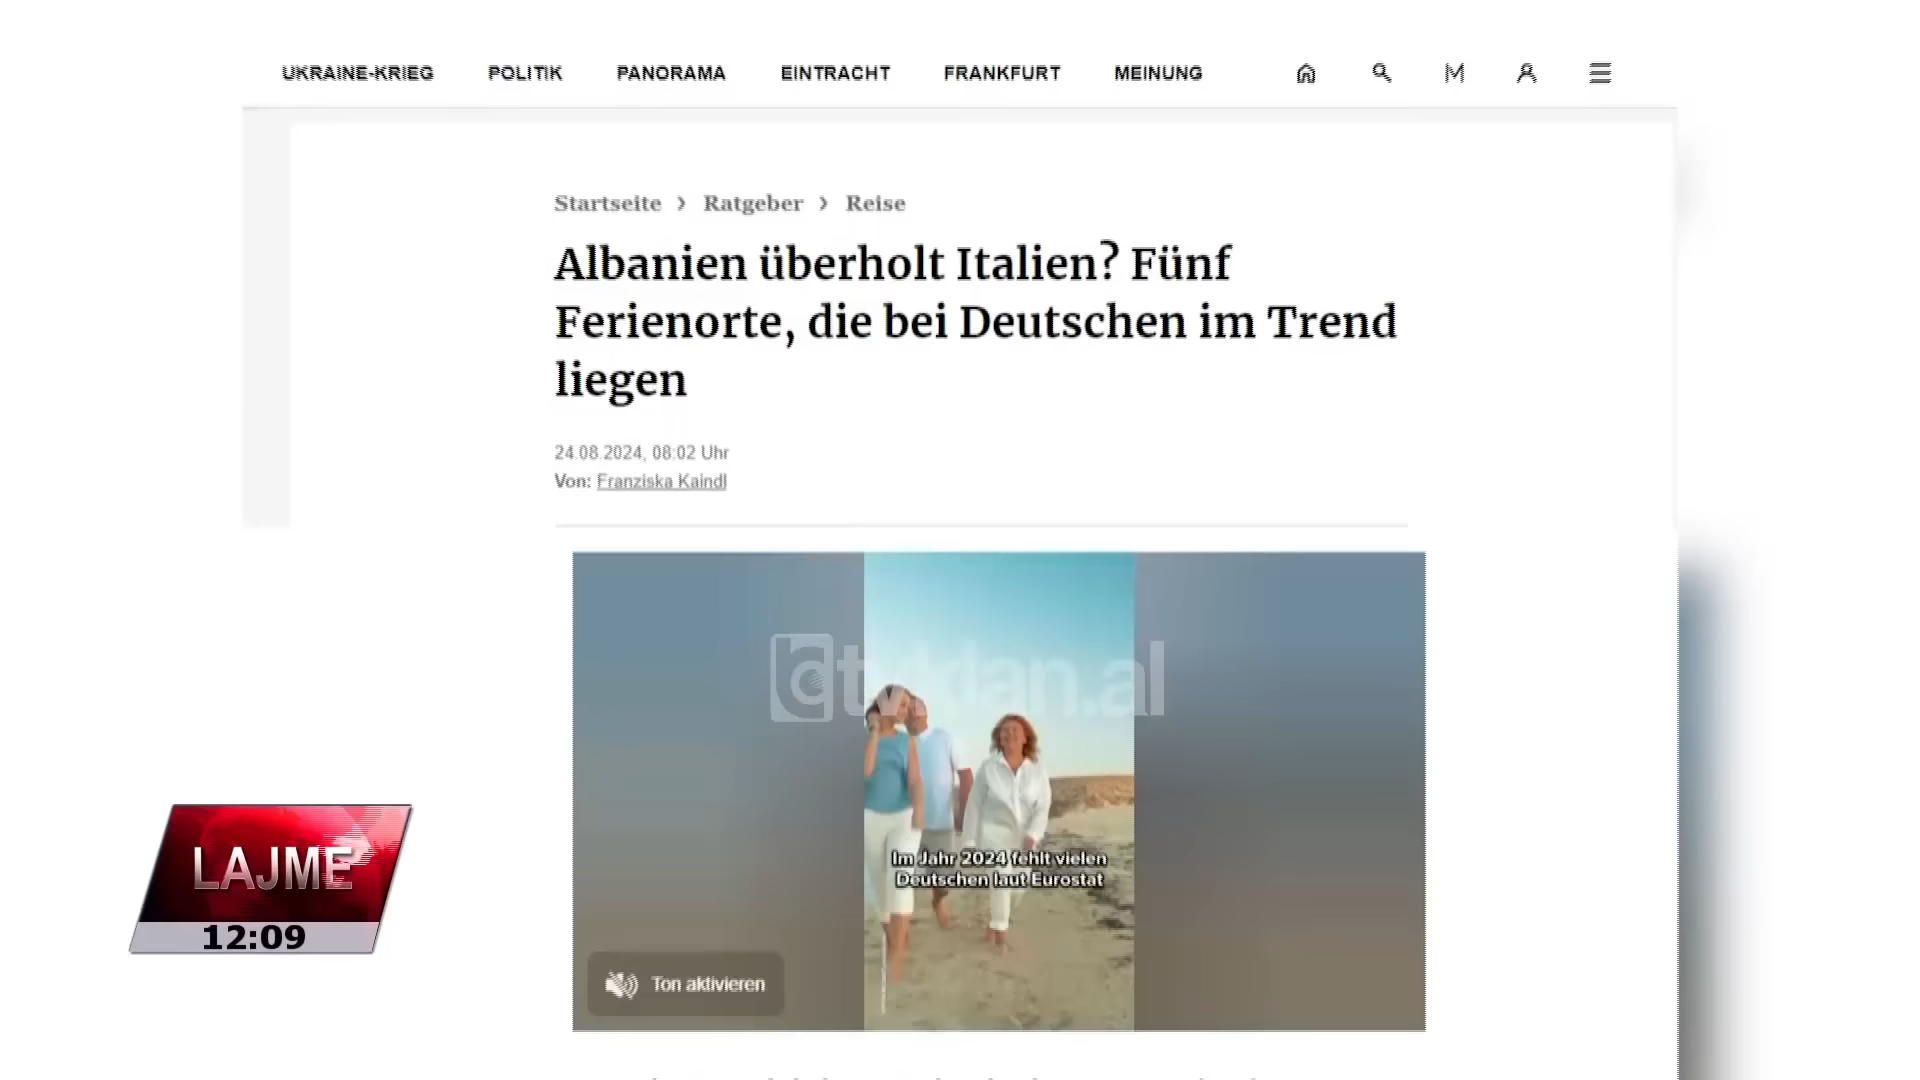 UKRAINE-KRIEG POLITIK PANORAMA EINTRACHT FRANKFURT MEINUNG
Startseite > Ratgeber > Reise
Albanien überholt Italien? Fünf
Ferienorte, die bei Deutschen im Trend
liegen
24.08.2024, 08:02 Uhr
Von: Franziska Kaindl
tvklan.al
Im Jahr 2024 fehlt vielen
Deutschen laut Eurostat
LAJME
12:09
Ton aktivieren